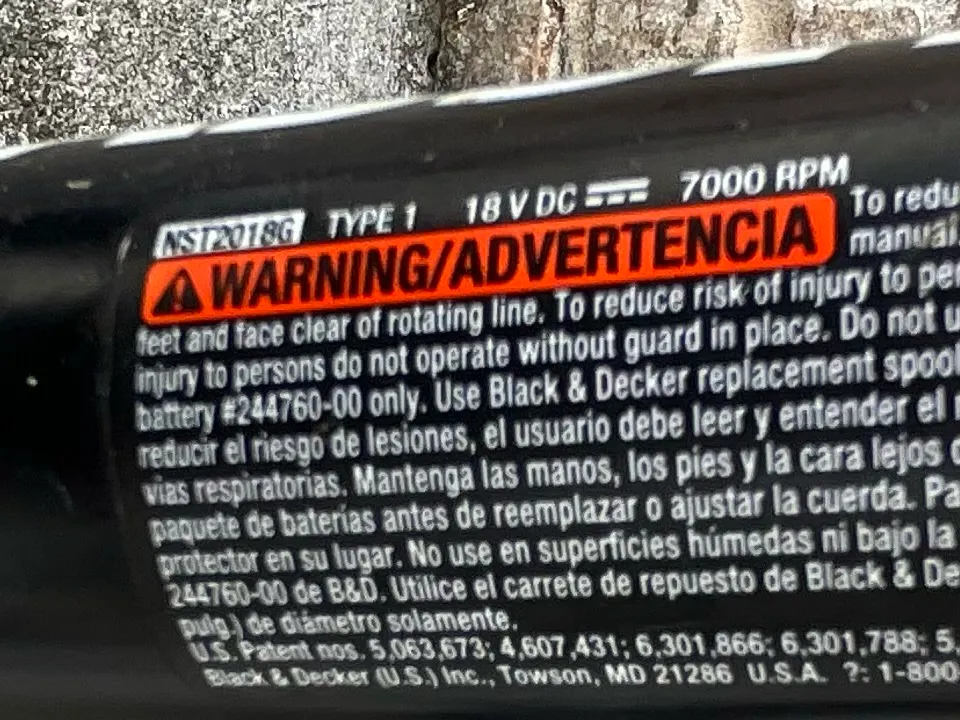 NST2018G TYPE 1 18 V DC 7000 RPM
⚠WARNING/ADVERTENCIA To redu
manual.
feet and face clear of rotating line. To reduce risk of injury to per
injury to persons do not operate without guard in place. Do not u
battery #244760-00 only. Use Black & Decker replacement spool
reducir el riesgo de lesiones, el usuario debe leer y entender el
vías respiratorias. Mantenga las manos, los pies y la cara lejos
paquete de baterías antes de reemplazar o ajustar la cuerda. Pa
protector en su lugar. No use en superficies húmedas ni bajo la
244760-00 de B&D. Utilice el carrete de repuesto de Black & De
pulg.) de diámetro solamente.
U.S. Patent nos. 5,063,673; 4,607,431; 6,301,866; 6,301,788; 5,
Black & Decker (U.S.) Inc., Towson, MD 21286 U.S.A. ?: 1-800